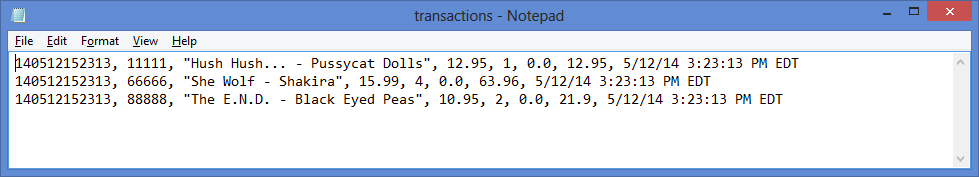 transactions - Notepad
File Edit Format View Help
140512152313, 11111, "Hush Hush... - Pussycat Dolls", 12.95, 1, 0.0, 12.95, 5/12/14 3:23:13 PM EDT
140512152313, 66666, "She Wolf - Shakira", 15.99, 4, 0.0, 63.96, 5/12/14 3:23:13 PM EDT
140512152313, 88888, "The E.N.D. - Black Eyed Peas", 10.95, 2, 0.0, 21.9, 5/12/14 3:23:13 PM EDT